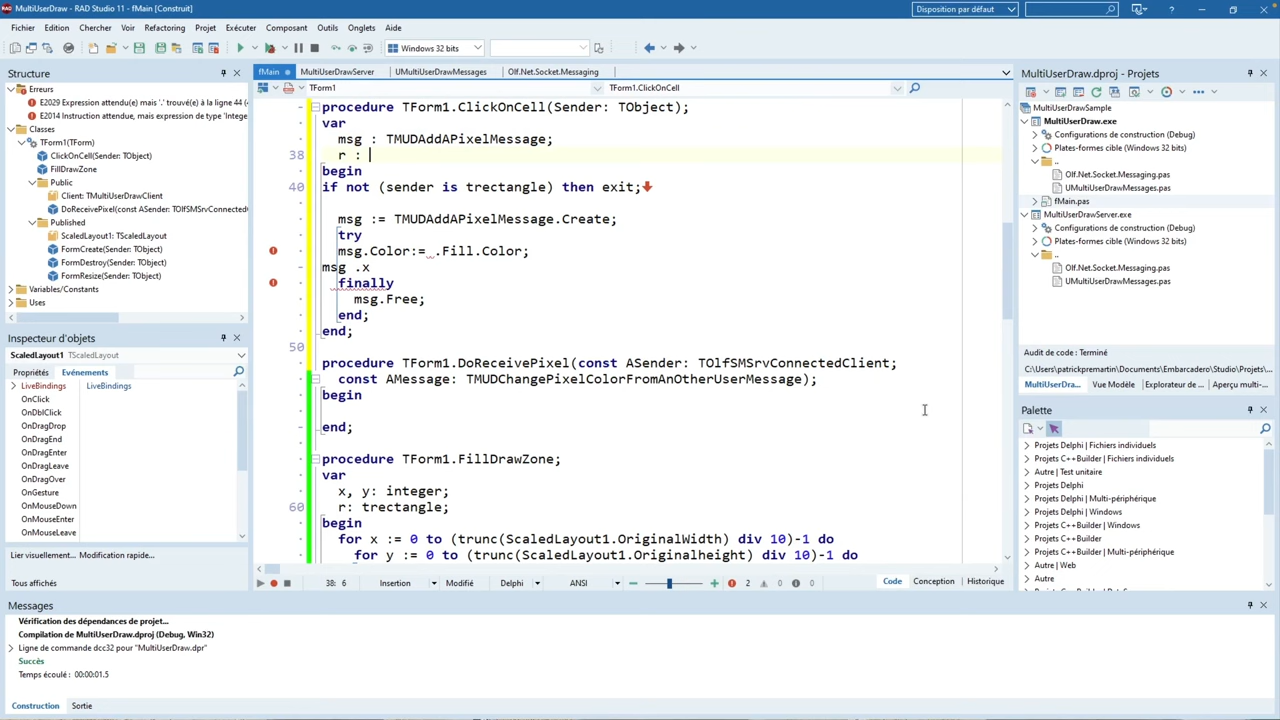 MultiUserDraw - RAD Studio 11 - fMain [Construit]
Disposition par défaut
Fichier Edition Chercher Voir Refactoring Projet Exécuter Composant Outils Onglets Aide
Windows 32 bits
Structure
Erreurs
E2029 Expression attendu(e) mais '.' trouvé(e) à la ligne 44 (
E2014 Instruction attendue, mais expression de type 'Intege
Classes
TForm1(TForm)
ClickOnCell(Sender: TObject)
FillDrawZone
Public
Client: TMultiUserDrawClient
DoReceivePixel(const ASender: TOlfSMSrvConnectedC
Published
ScaledLayout1: TScaledLayout
FormCreate(Sender: TObject)
FormDestroy(Sender: TObject)
FormResize(Sender: TObject)
Variables/Constants
Uses
Inspecteur d'objets
ScaledLayout1 TScaledLayout
Propriétés Evénements
LiveBindings LiveBindings
OnClick
OnDblClick
OnDragDrop
OnDragEnd
OnDragEnter
OnDragLeave
OnDragOver
OnGesture
OnMouseDown
OnMouseEnter
OnMouseLeave
Lier visuellement... Modification rapide...
Tous affichés
fMain MultiUserDrawServer UMultiUserDrawMessages Olf.Net.Socket.Messaging
TForm1 TForm1.ClickOnCell
procedure TForm1.ClickOnCell(Sender: TObject);
var
msg : TMUDAddAPixelMessage;
38 r :
begin
40 if not (sender is trectangle) then exit;
msg := TMUDAddAPixelMessage.Create;
try
msg.Color:= .Fill.Color;
msg .x
finally
msg.Free;
end;
end;
50
procedure TForm1.DoReceivePixel(const ASender: TOlfSMSrvConnectedClient;
const AMessage: TMUDChangePixelColorFromAnOtherUserMessage);
begin
end;
procedure TForm1.FillDrawZone;
var
x, y: integer;
60 r: trectangle;
begin
for x := 0 to (trunc(ScaledLayout1.OriginalWidth) div 10)-1 do
for y := 0 to (trunc(ScaledLayout1.Originalheight) div 10)-1 do
38: 6 Insertion Modifié Delphi ANSI 2 0 0 Code Conception Historique
MultiUserDraw.dproj - Projets
MultiUserDrawSample
MultiUserDraw.exe
Configurations de construction (Debug)
Plates-formes cible (Windows 32 bits)
..
Olf.Net.Socket.Messaging.pas
UMultiUserDrawMessages.pas
fMain.pas
MultiUserDrawServer.exe
Configurations de construction (Debug)
Plates-formes cible (Windows 32 bits)
..
Olf.Net.Socket.Messaging.pas
UMultiUserDrawMessages.pas
Audit de code : Terminé
C:\Users\patrickpremartin\Documents\Embarcadero\Studio\Projets\...
MultiUserDra... Vue Modèle Explorateur de ... Aperçu multi-...
Palette
Projets Delphi | Fichiers individuels
Projets C++Builder | Fichiers individuels
Autre | Test unitaire
Projets Delphi
Projets Delphi | Multi-périphérique
Projets Delphi | Windows
Projets C++Builder | Windows
Projets C++Builder
Projets C++Builder | Multi-périphérique
Autre | Web
Autre
Messages
Vérification des dépendances de projet...
Compilation de MultiUserDraw.dproj (Debug, Win32)
Ligne de commande dcc32 pour "MultiUserDraw.dpr"
Succès
Temps écoulé : 00:00:01.5
Construction Sortie